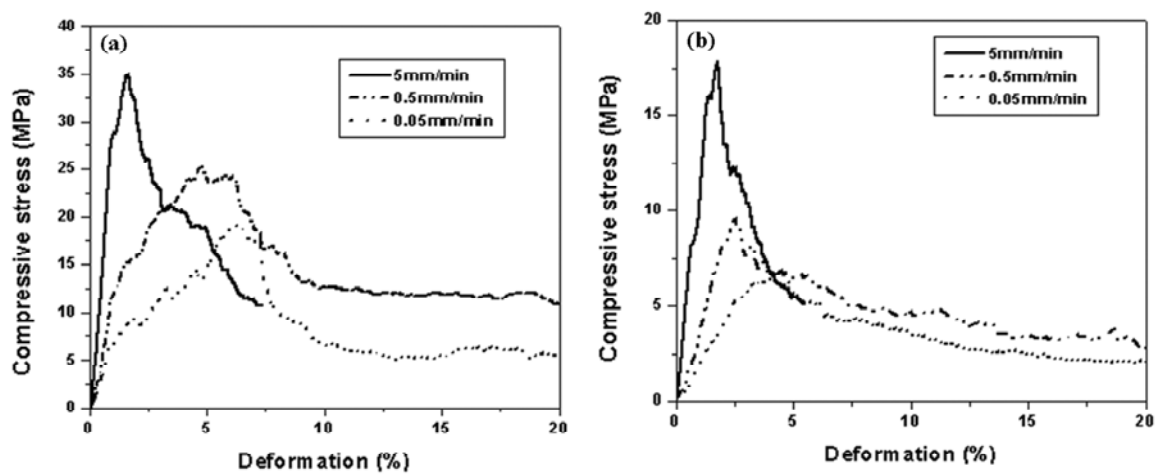 (a)
5mm/min
0.5mm/min
0.05mm/min
Compressive stress (MPa)
40
35
30
25
20
15
10
5
0
0 5 10 15 20
Deformation (%)
(b)
5mm/min
0.5mm/min
0.05mm/min
Compressive stress (MPa)
20
15
10
5
0
0 5 10 15 20
Deformation (%)